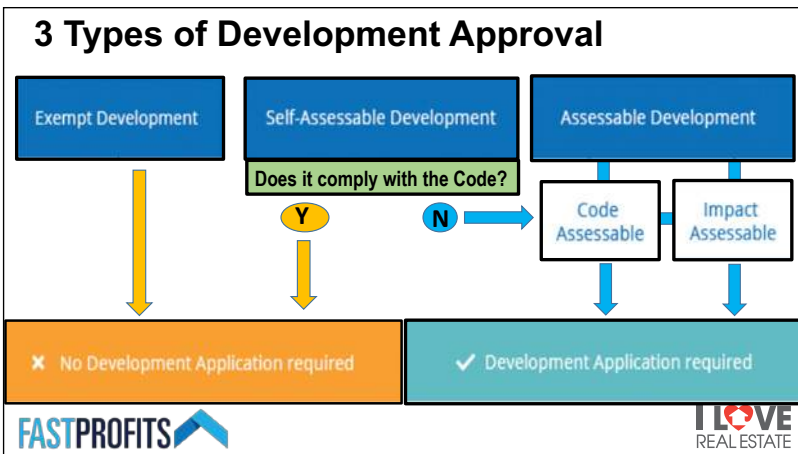 3 Types of Development Approval
Exempt Development
Self-Assessable Development
Assessable Development
Does it comply with the Code?
Y
N
Code
Assessable
Impact
Assessable
✖ No Development Application required
✓ Development Application required
FASTPROFITS
I LOVE
REAL ESTATE